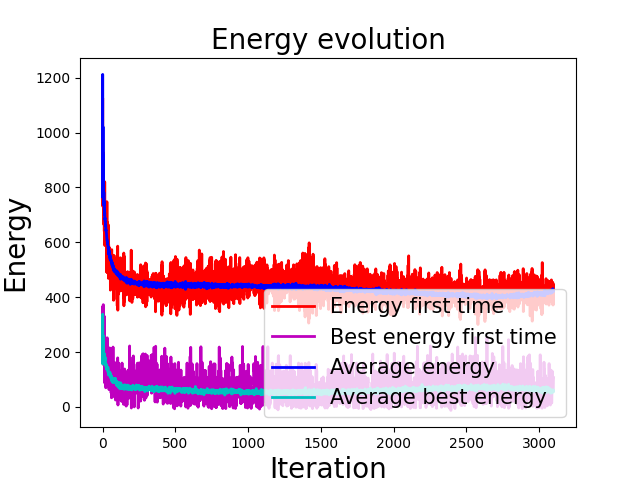 Energy evolution
Energy
1200
1000
800
600
400
200
0
Energy first time
Best energy first time
Average energy
Average best energy
0 500 1000 1500 2000 2500 3000
Iteration